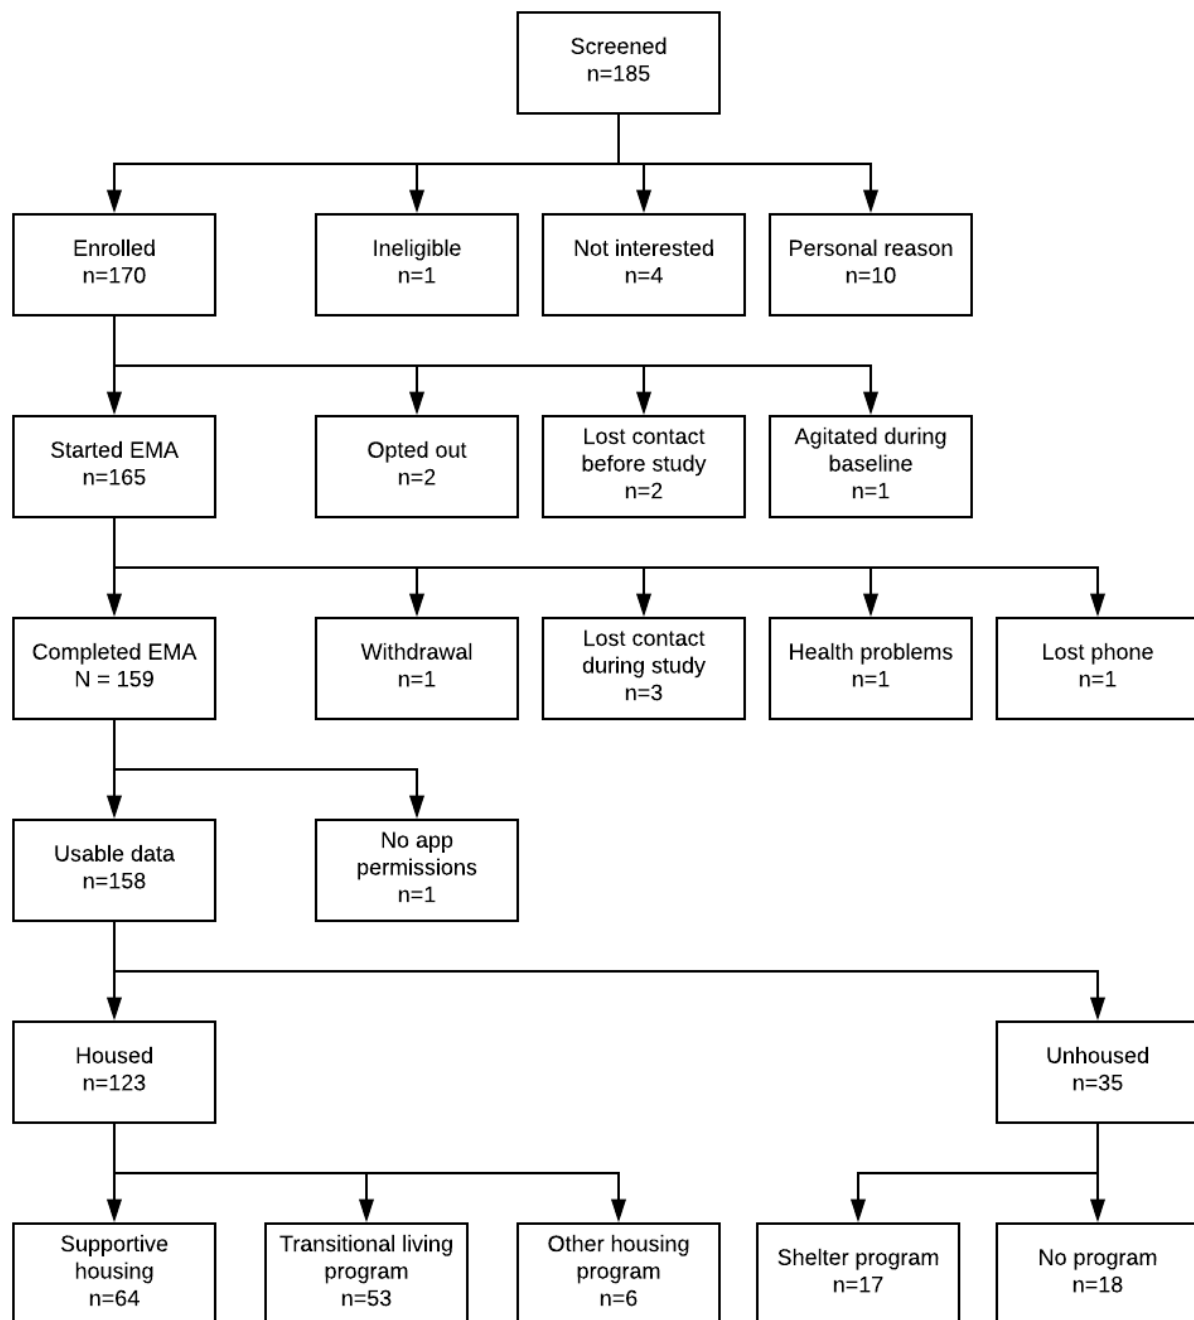 Screened
n=185
Enrolled
n=170
Ineligible
n=1
Not interested
n=4
Personal reason
n=10
Started EMA
n=165
Opted out
n=2
Lost contact
before study
n=2
Agitated during
baseline
n=1
Completed EMA
N = 159
Withdrawal
n=1
Lost contact
during study
n=3
Health problems
n=1
Lost phone
n=1
Usable data
n=158
No app
permissions
n=1
Housed
n=123
Unhoused
n=35
Supportive
housing
n=64
Transitional living
program
n=53
Other housing
program
n=6
Shelter program
n=17
No program
n=18